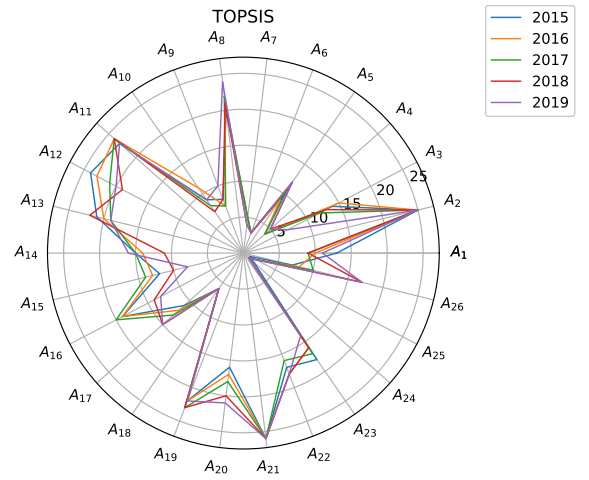 TOPSIS
2015
2016
2017
2018
2019
A₁
A₁
A₂
A₃
A₄
A₅
A₆
A₇
A₈
A₉
A₁₀
A₁₁
A₁₂
A₁₃
A₁₄
A₁₅
A₁₆
A₁₇
A₁₈
A₁₉
A₂₀
A₂₁
A₂₂
A₂₃
A₂₄
A₂₅
A₂₆
5
10
15
20
25